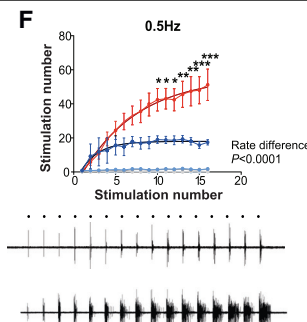 F
0.5Hz
Stimulation number
80
60
40
20
0
* * * ** ** *** ***
0 5 10 15 20
Stimulation number
Rate difference
P<0.0001